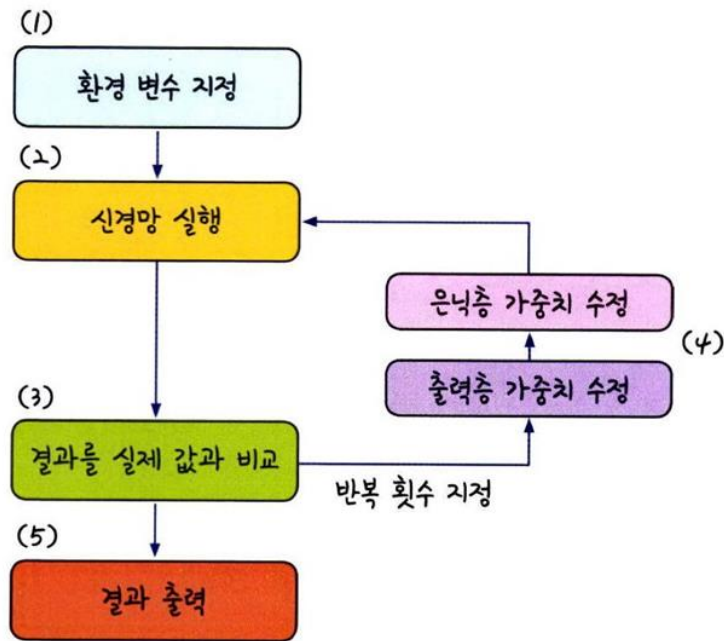 (1)
환경 변수 지정
(2)
신경망 실행
은닉층 가중치 수정
(4)
출력층 가중치 수정
(3)
결과를 실제 값과 비교
반복 횟수 지정
(5)
결과 출력